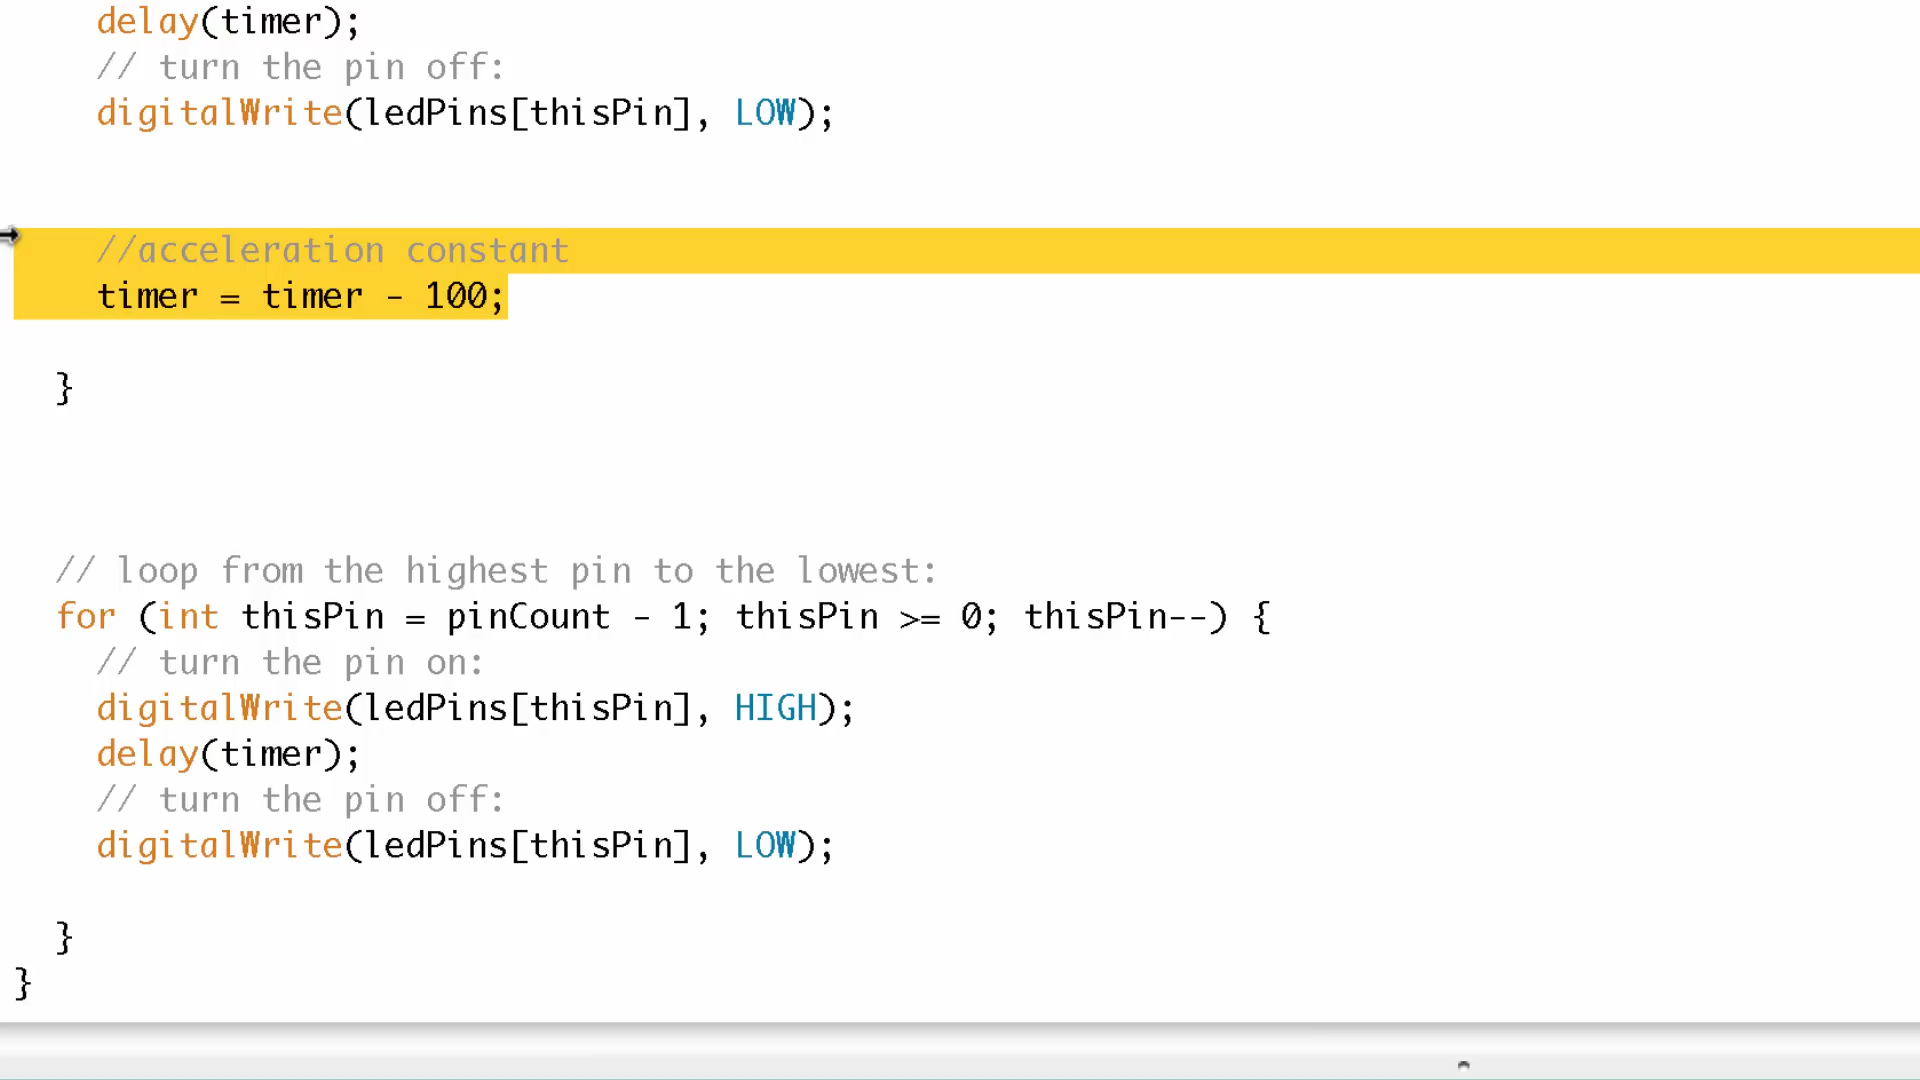 delay(timer);
// turn the pin off:
digitalWrite(ledPins[thisPin], LOW);
//acceleration constant
timer = timer - 100;
}
// loop from the highest pin to the lowest:
for (int thisPin = pinCount - 1; thisPin >= 0; thisPin--) {
// turn the pin on:
digitalWrite(ledPins[thisPin], HIGH);
delay(timer);
// turn the pin off:
digitalWrite(ledPins[thisPin], LOW);
}
}